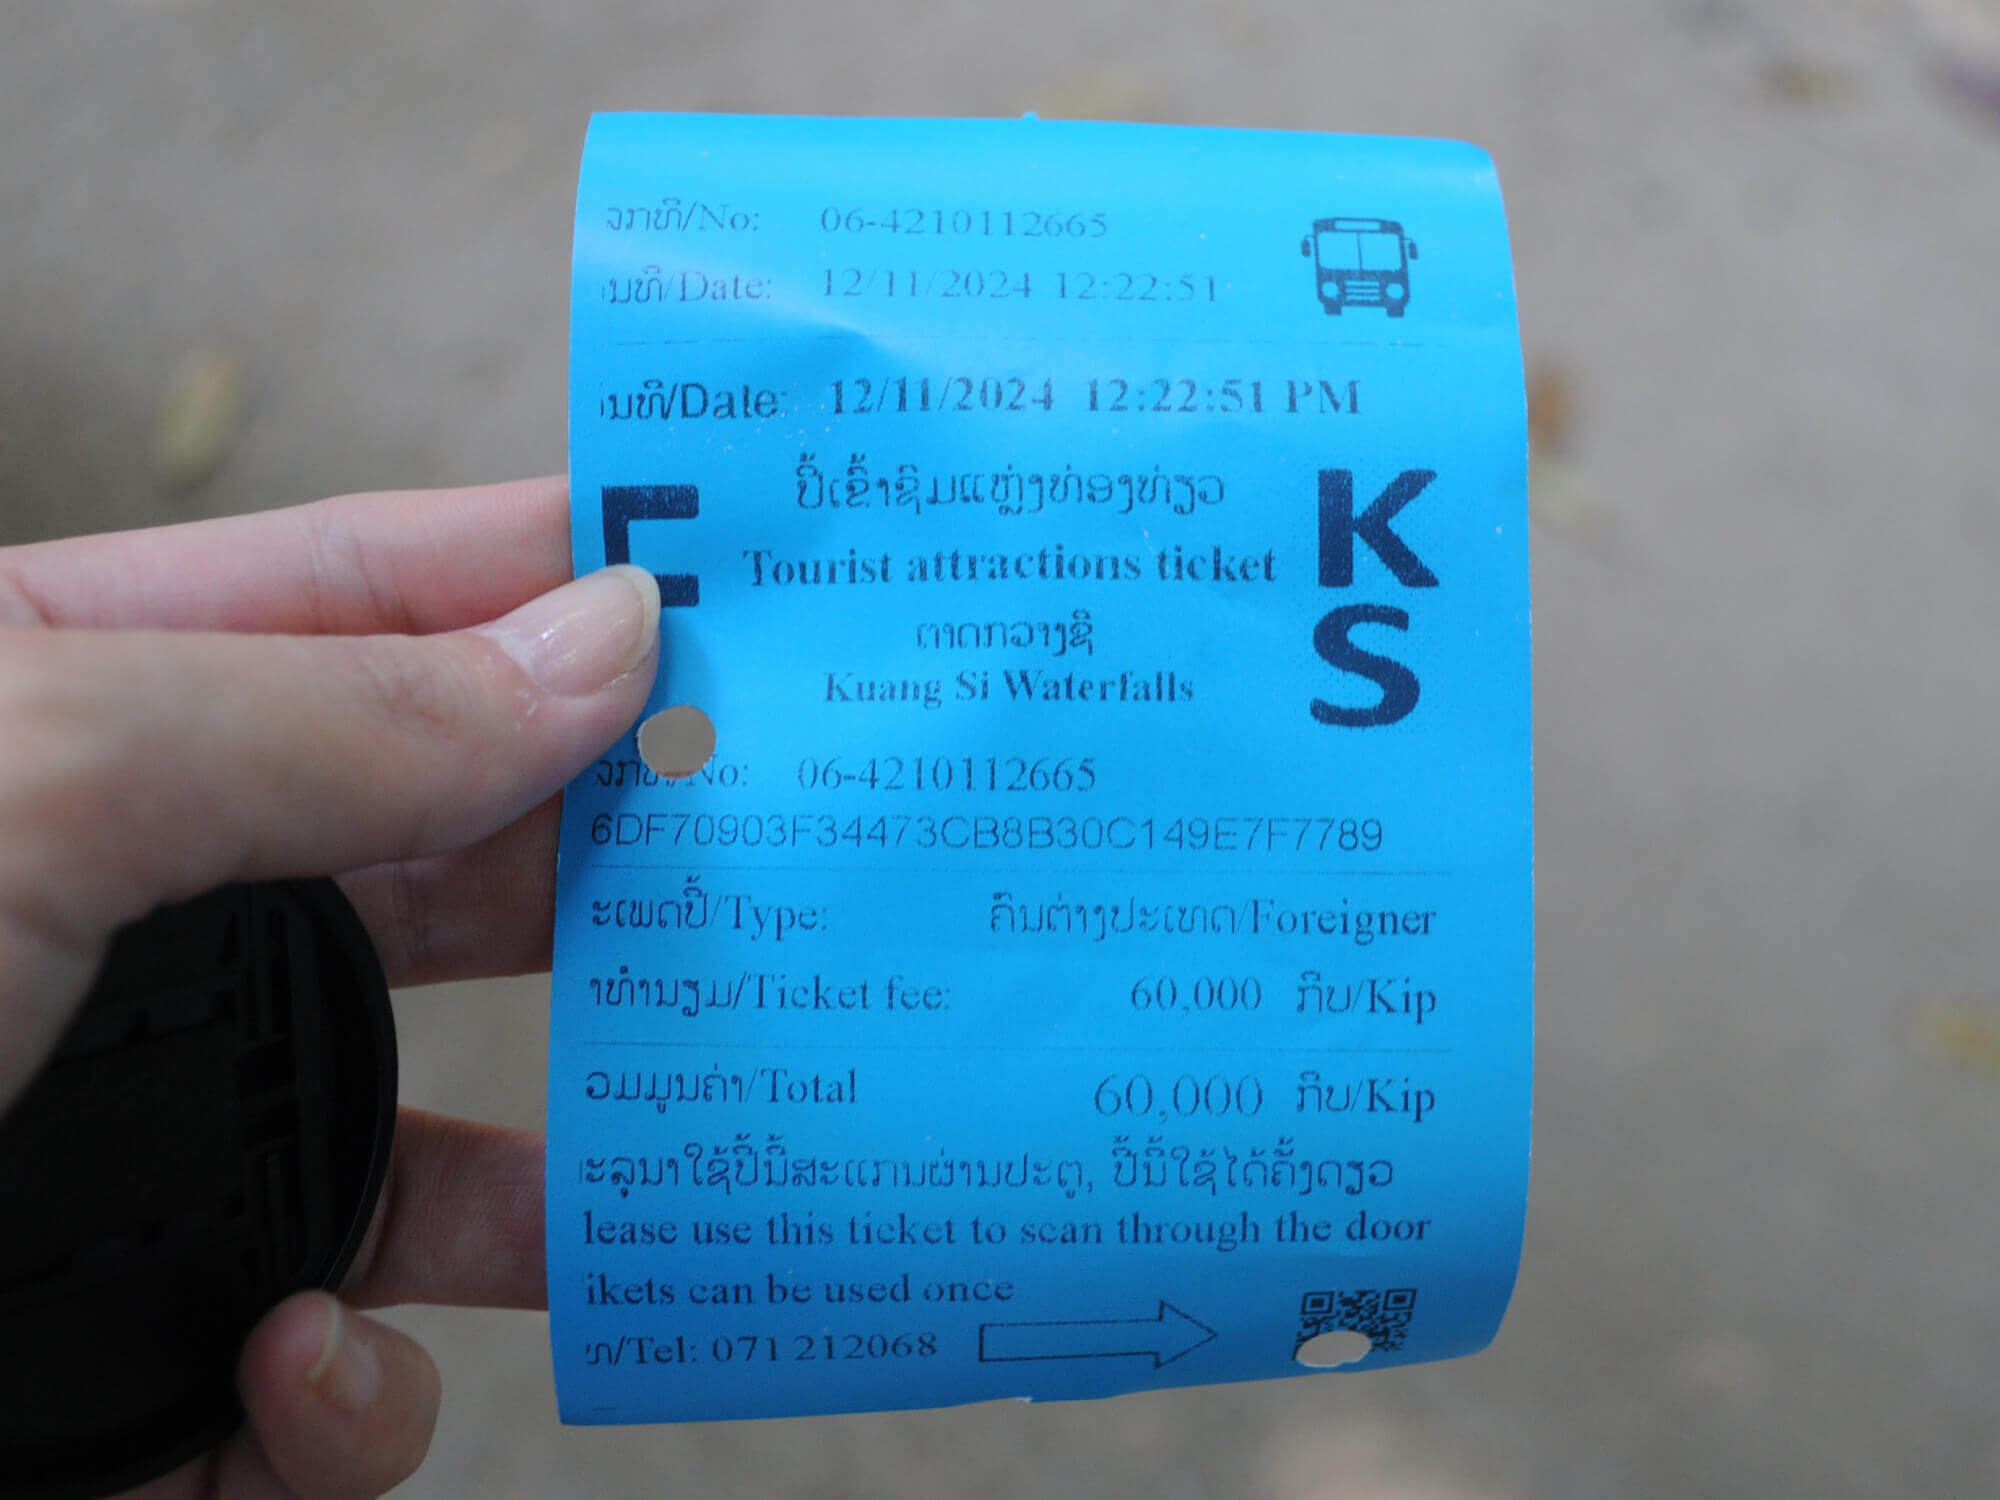 ລກທີ/No: 06-4210112665
ນທີ/Date: 12/11/2024 12:22:51
ນທີ/Date: 12/11/2024 12:22:51 PM
ປີ້ເຂົ້າຊົມແຫຼ່ງທ່ອງທ່ຽວ
K
Tourist attractions ticket
ຕາດກວາງຊີ
S
Kuang Si Waterfalls
No: 06-4210112665
6DF70903F34473CB8B30C149E7F7789
ະເພດປີ້/Type: ຄົນຕ່າງປະເທດ/Foreigner
າທຳນຽມ/Ticket fee: 60,000 ກີບ/Kip
ວມມູນຄ່າ/Total 60,000 ກີບ/Kip
ະລຸນາໃຊ້ປີ້ນີ້ສະແກນຜ່ານປະຕູ, ປີ້ນີ້ໃຊ້ໄດ້ຄັ້ງດຽວ
lease use this ticket to scan through the door
ikets can be used once
/Tel: 071 212068